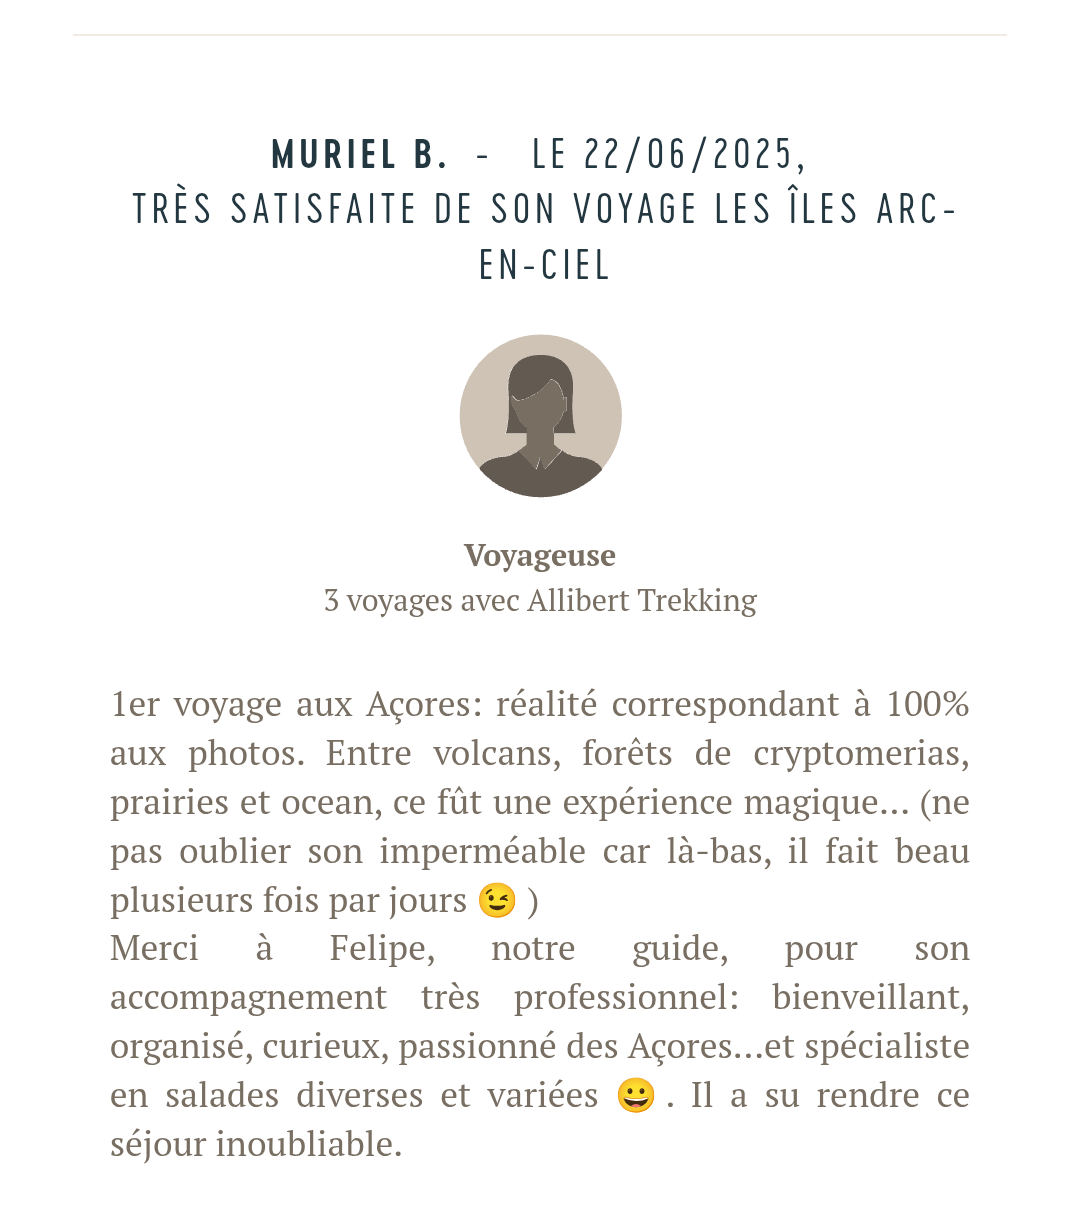 MURIEL B. - LE 22/06/2025,
TRÈS SATISFAITE DE SON VOYAGE LES ÎLES ARC-
EN-CIEL
Voyageuse
3 voyages avec Allibert Trekking
1er voyage aux Açores: réalité correspondant à 100%
aux photos. Entre volcans, forêts de cryptomerias,
prairies et ocean, ce fût une expérience magique... (ne
pas oublier son imperméable car là-bas, il fait beau
plusieurs fois par jours 😉 )
Merci à Felipe, notre guide, pour son
accompagnement très professionnel: bienveillant,
organisé, curieux, passionné des Açores...et spécialiste
en salades diverses et variées 😀 . Il a su rendre ce
séjour inoubliable.